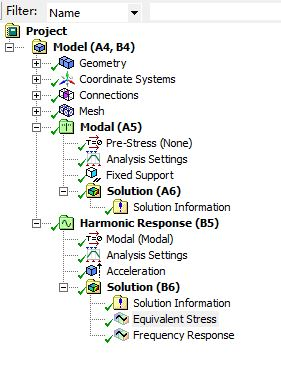 Filter: Name
Project
Model (A4, B4)
Geometry
Coordinate Systems
Connections
Mesh
Modal (A5)
Pre-Stress (None)
Analysis Settings
Fixed Support
Solution (A6)
Solution Information
Harmonic Response (B5)
Modal (Modal)
Analysis Settings
Acceleration
Solution (B6)
Solution Information
Equivalent Stress
Frequency Response